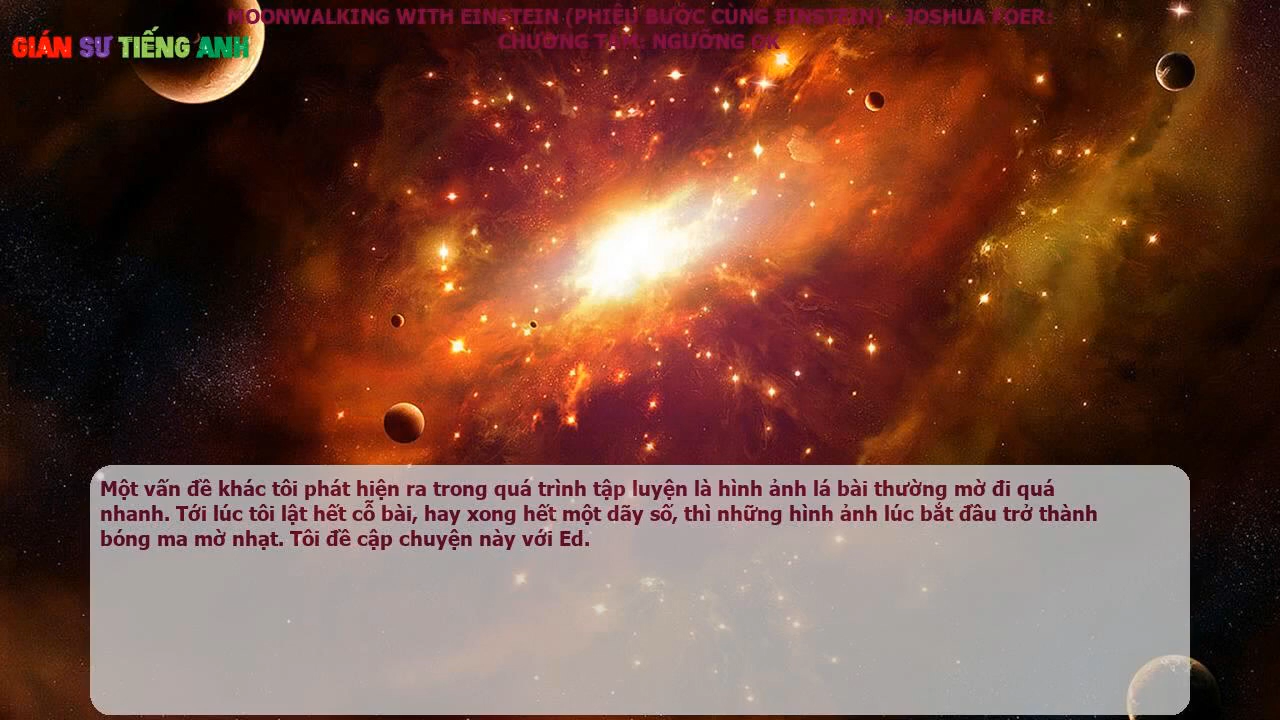 MOONWALKING WITH EINSTEIN (PHIÊU BƯỚC CÙNG EINSTEIN) - JOSHUA FOER:
CHƯƠNG TÁM: NGƯỠNG OK
GIÁN SƯ TIẾNG ANH
Một vấn đề khác tôi phát hiện ra trong quá trình tập luyện là hình ảnh lá bài thường mờ đi quá
nhanh. Tới lúc tôi lật hết cỗ bài, hay xong hết một dãy số, thì những hình ảnh lúc bắt đầu trở thành
bóng ma mờ nhạt. Tôi đề cập chuyện này với Ed.